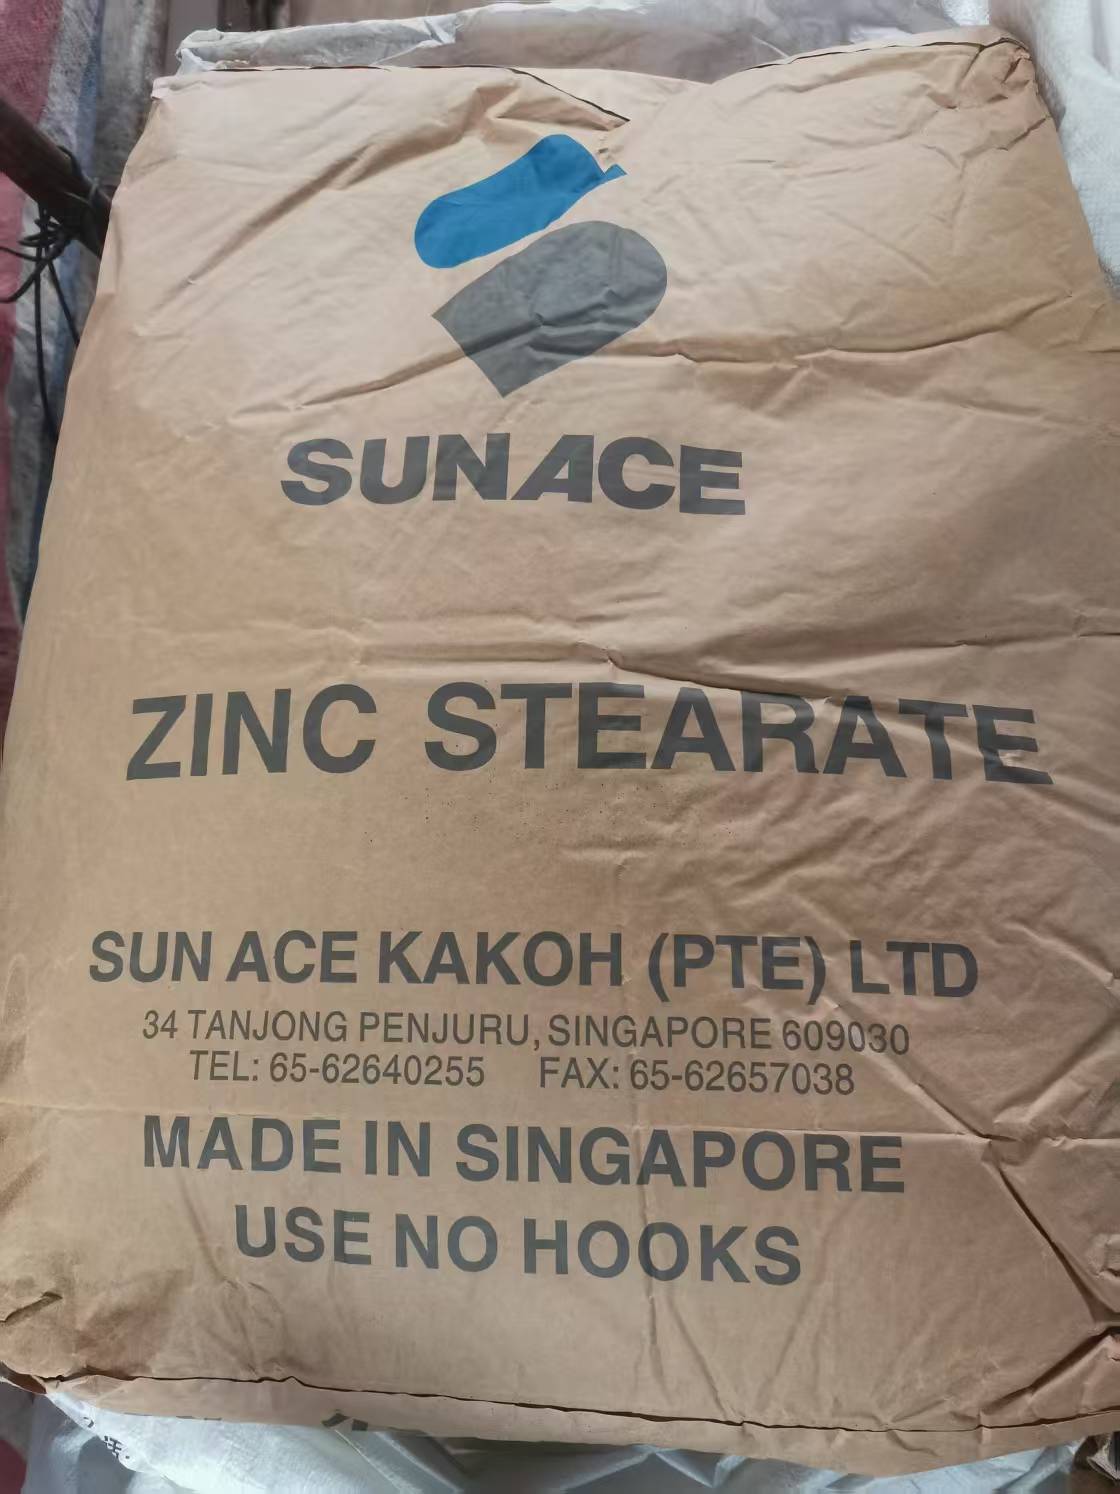 SUNACE
ZINC STEARATE
SUN ACE KAKOH (PTE) LTD
34 TANJONG PENJURU, SINGAPORE 609030
TEL: 65-62640255 FAX: 65-62657038
MADE IN SINGAPORE
USE NO HOOKS